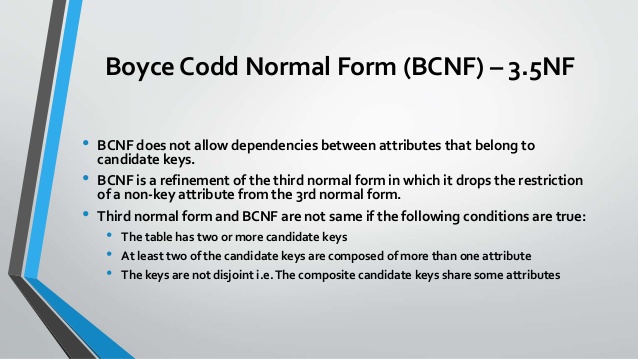 Boyce Codd Normal Form (BCNF) – 3.5NF
• BCNF does not allow dependencies between attributes that belong to
candidate keys.
• BCNF is a refinement of the third normal form in which it drops the restriction
of a non-key attribute from the 3rd normal form.
• Third normal form and BCNF are not same if the following conditions are true:
• The table has two or more candidate keys
• At least two of the candidate keys are composed of more than one attribute
• The keys are not disjoint i.e. The composite candidate keys share some attributes